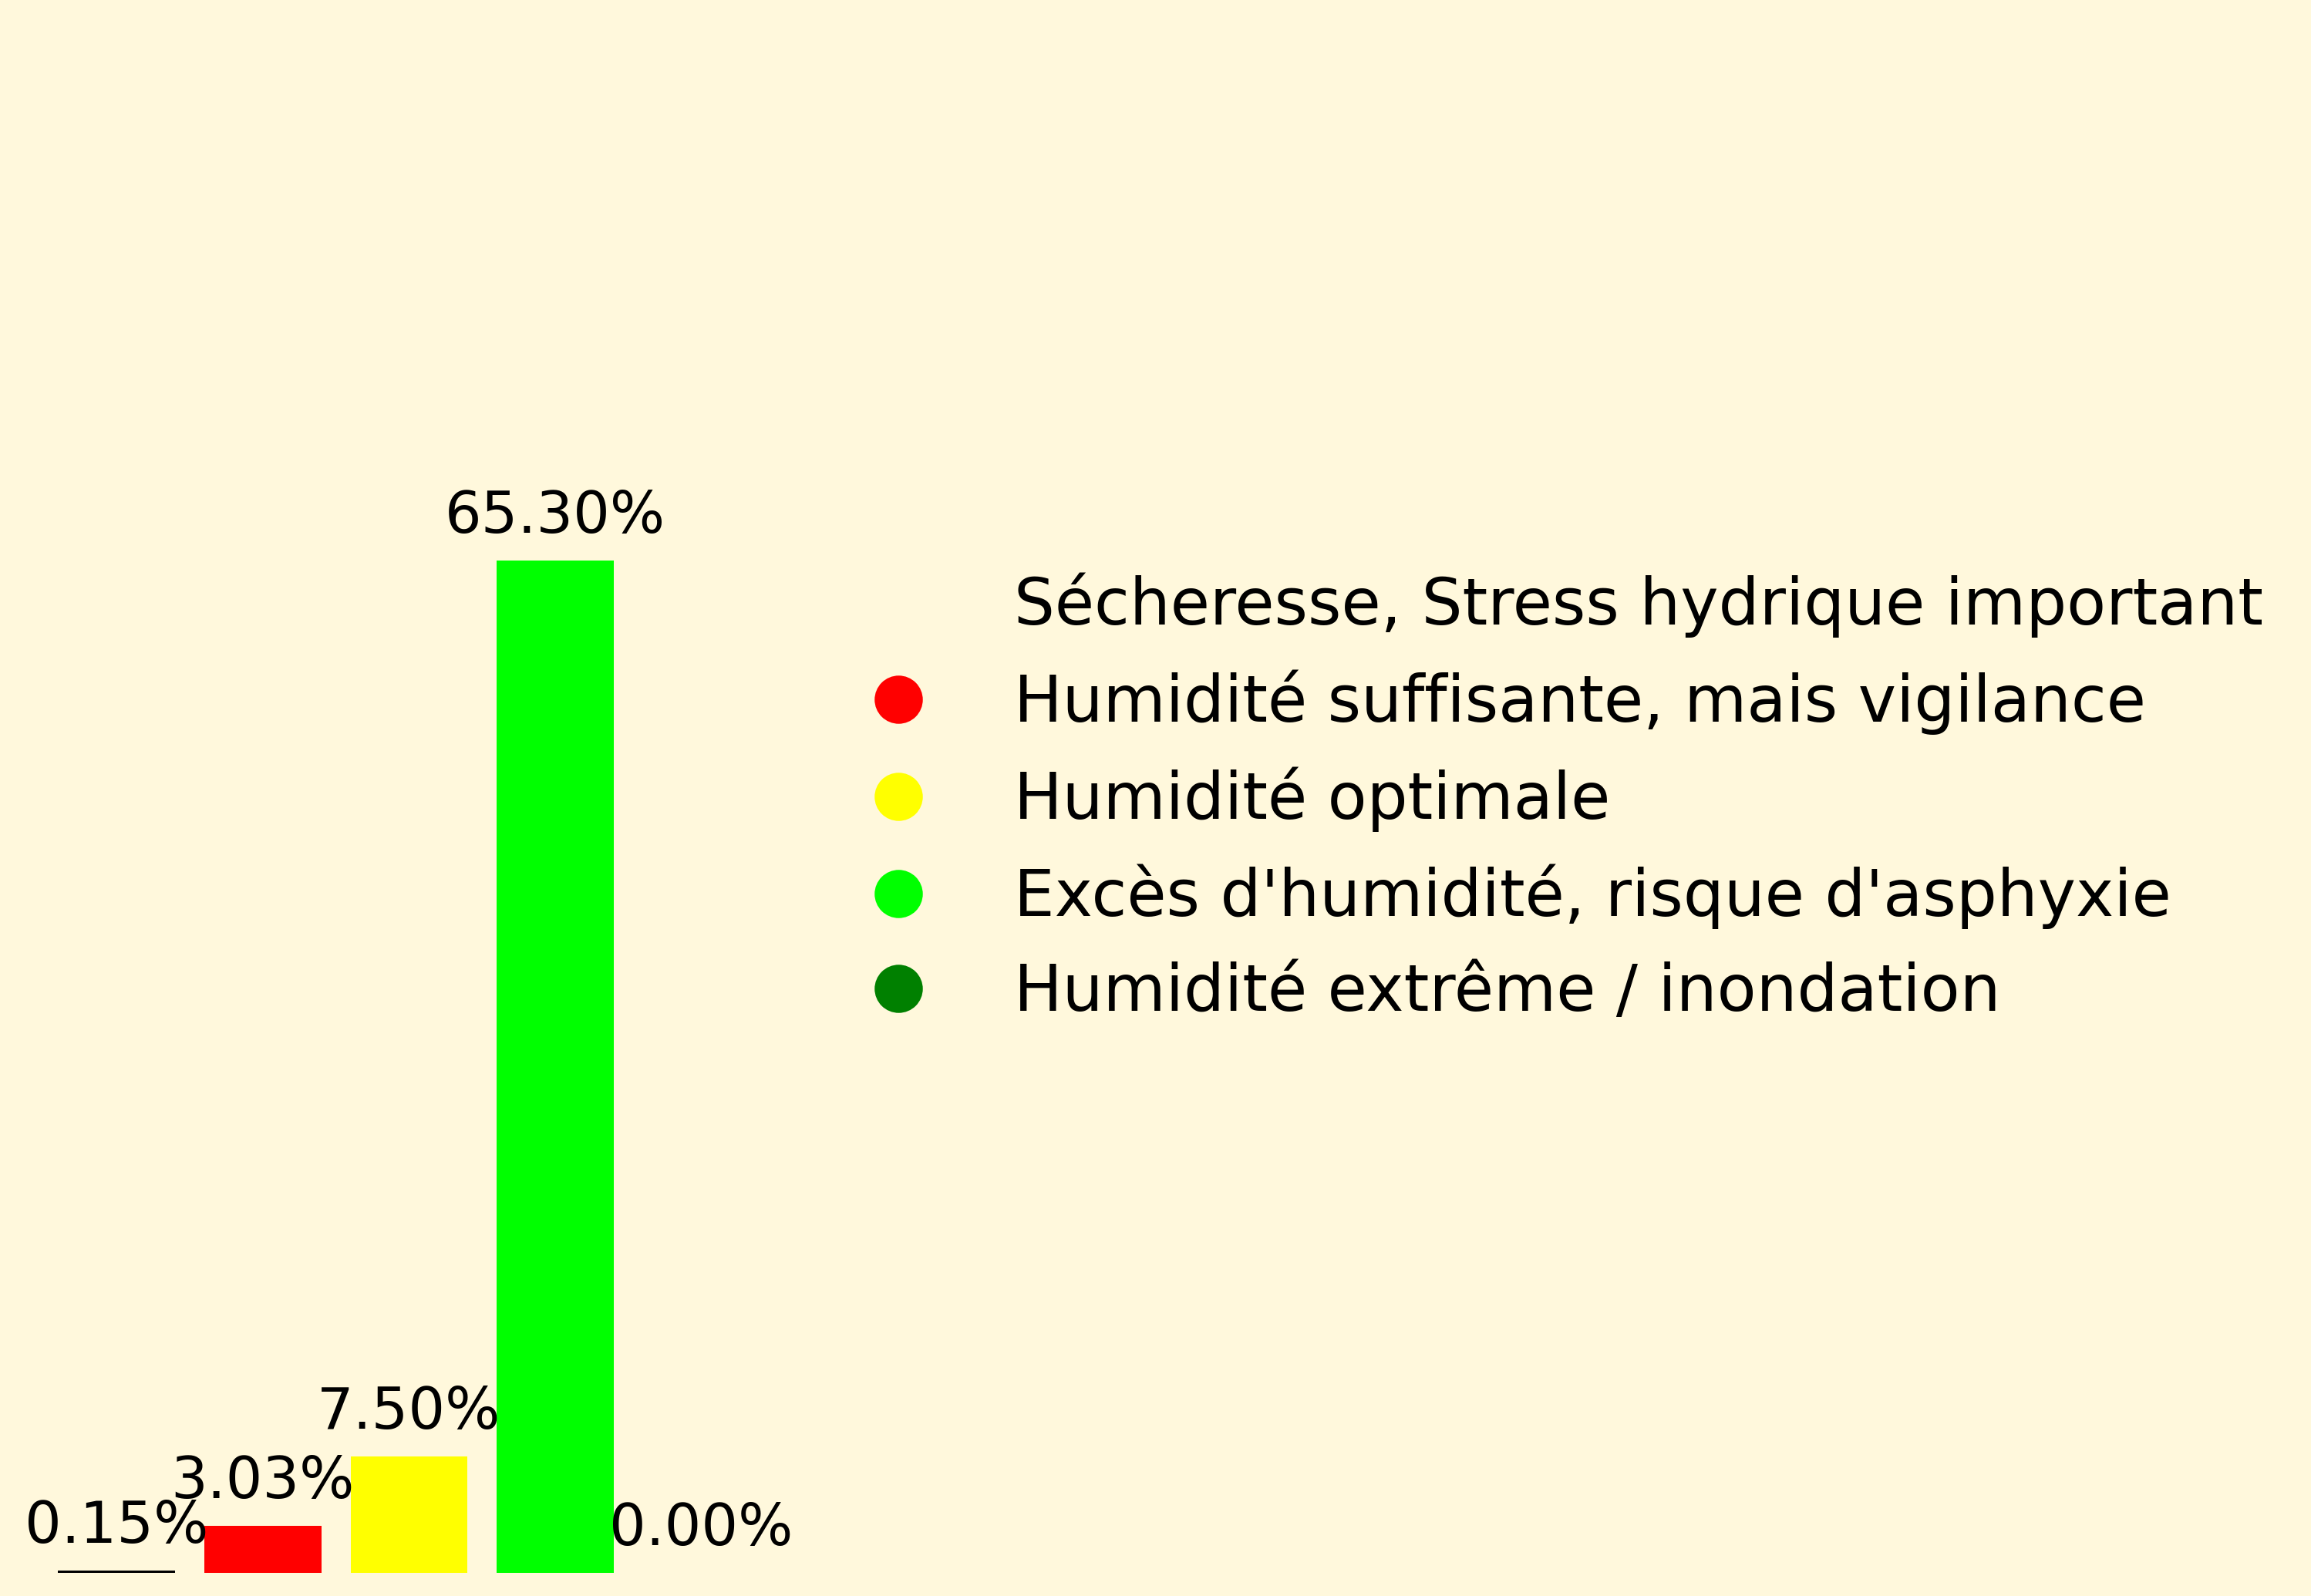 65.30%
Sécheresse, Stress hydrique important
Humidité suffisante, mais vigilance
Humidité optimale
Excès d'humidité, risque d'asphyxie
Humidité extrême / inondation
7.50%
3.03%
0.15%
0.00%